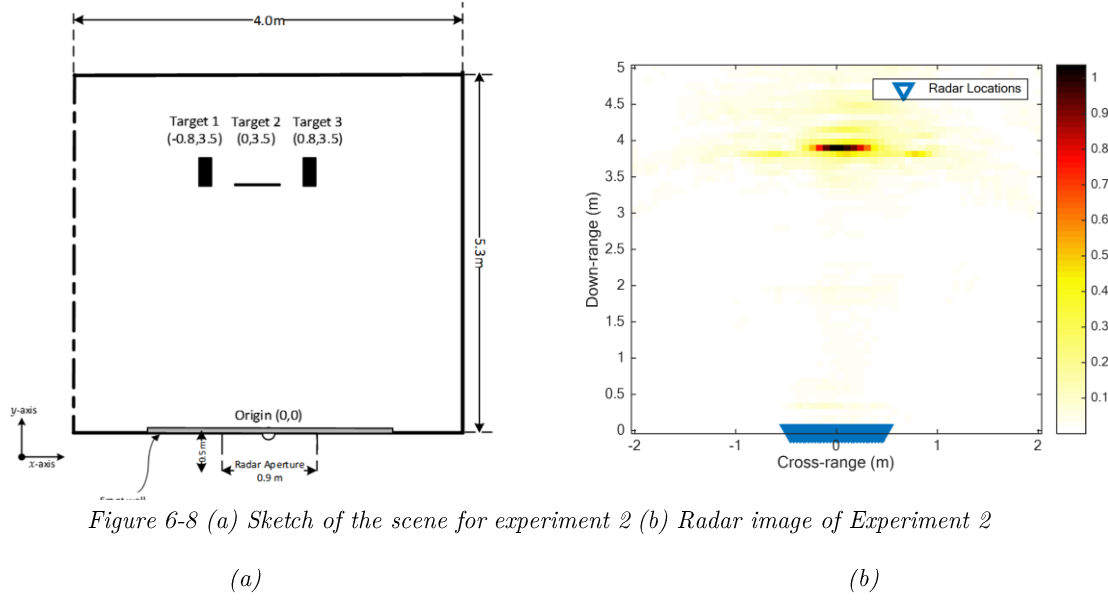 4.0m
Target 1 Target 2 Target 3
(-0.8,3.5) (0,3.5) (0.8,3.5)
5.3m
Origin (0,0)
y-axis
x-axis
0.5m
Radar Aperture
0.9 m
Radar Locations
5
4.5
4
3.5
3
2.5
2
1.5
1
0.5
0
Down-range (m)
-2 -1 0 1 2
Cross-range (m)
1
0.9
0.8
0.7
0.6
0.5
0.4
0.3
0.2
0.1
Figure 6-8 (a) Sketch of the scene for experiment 2 (b) Radar image of Experiment 2
(a) (b)